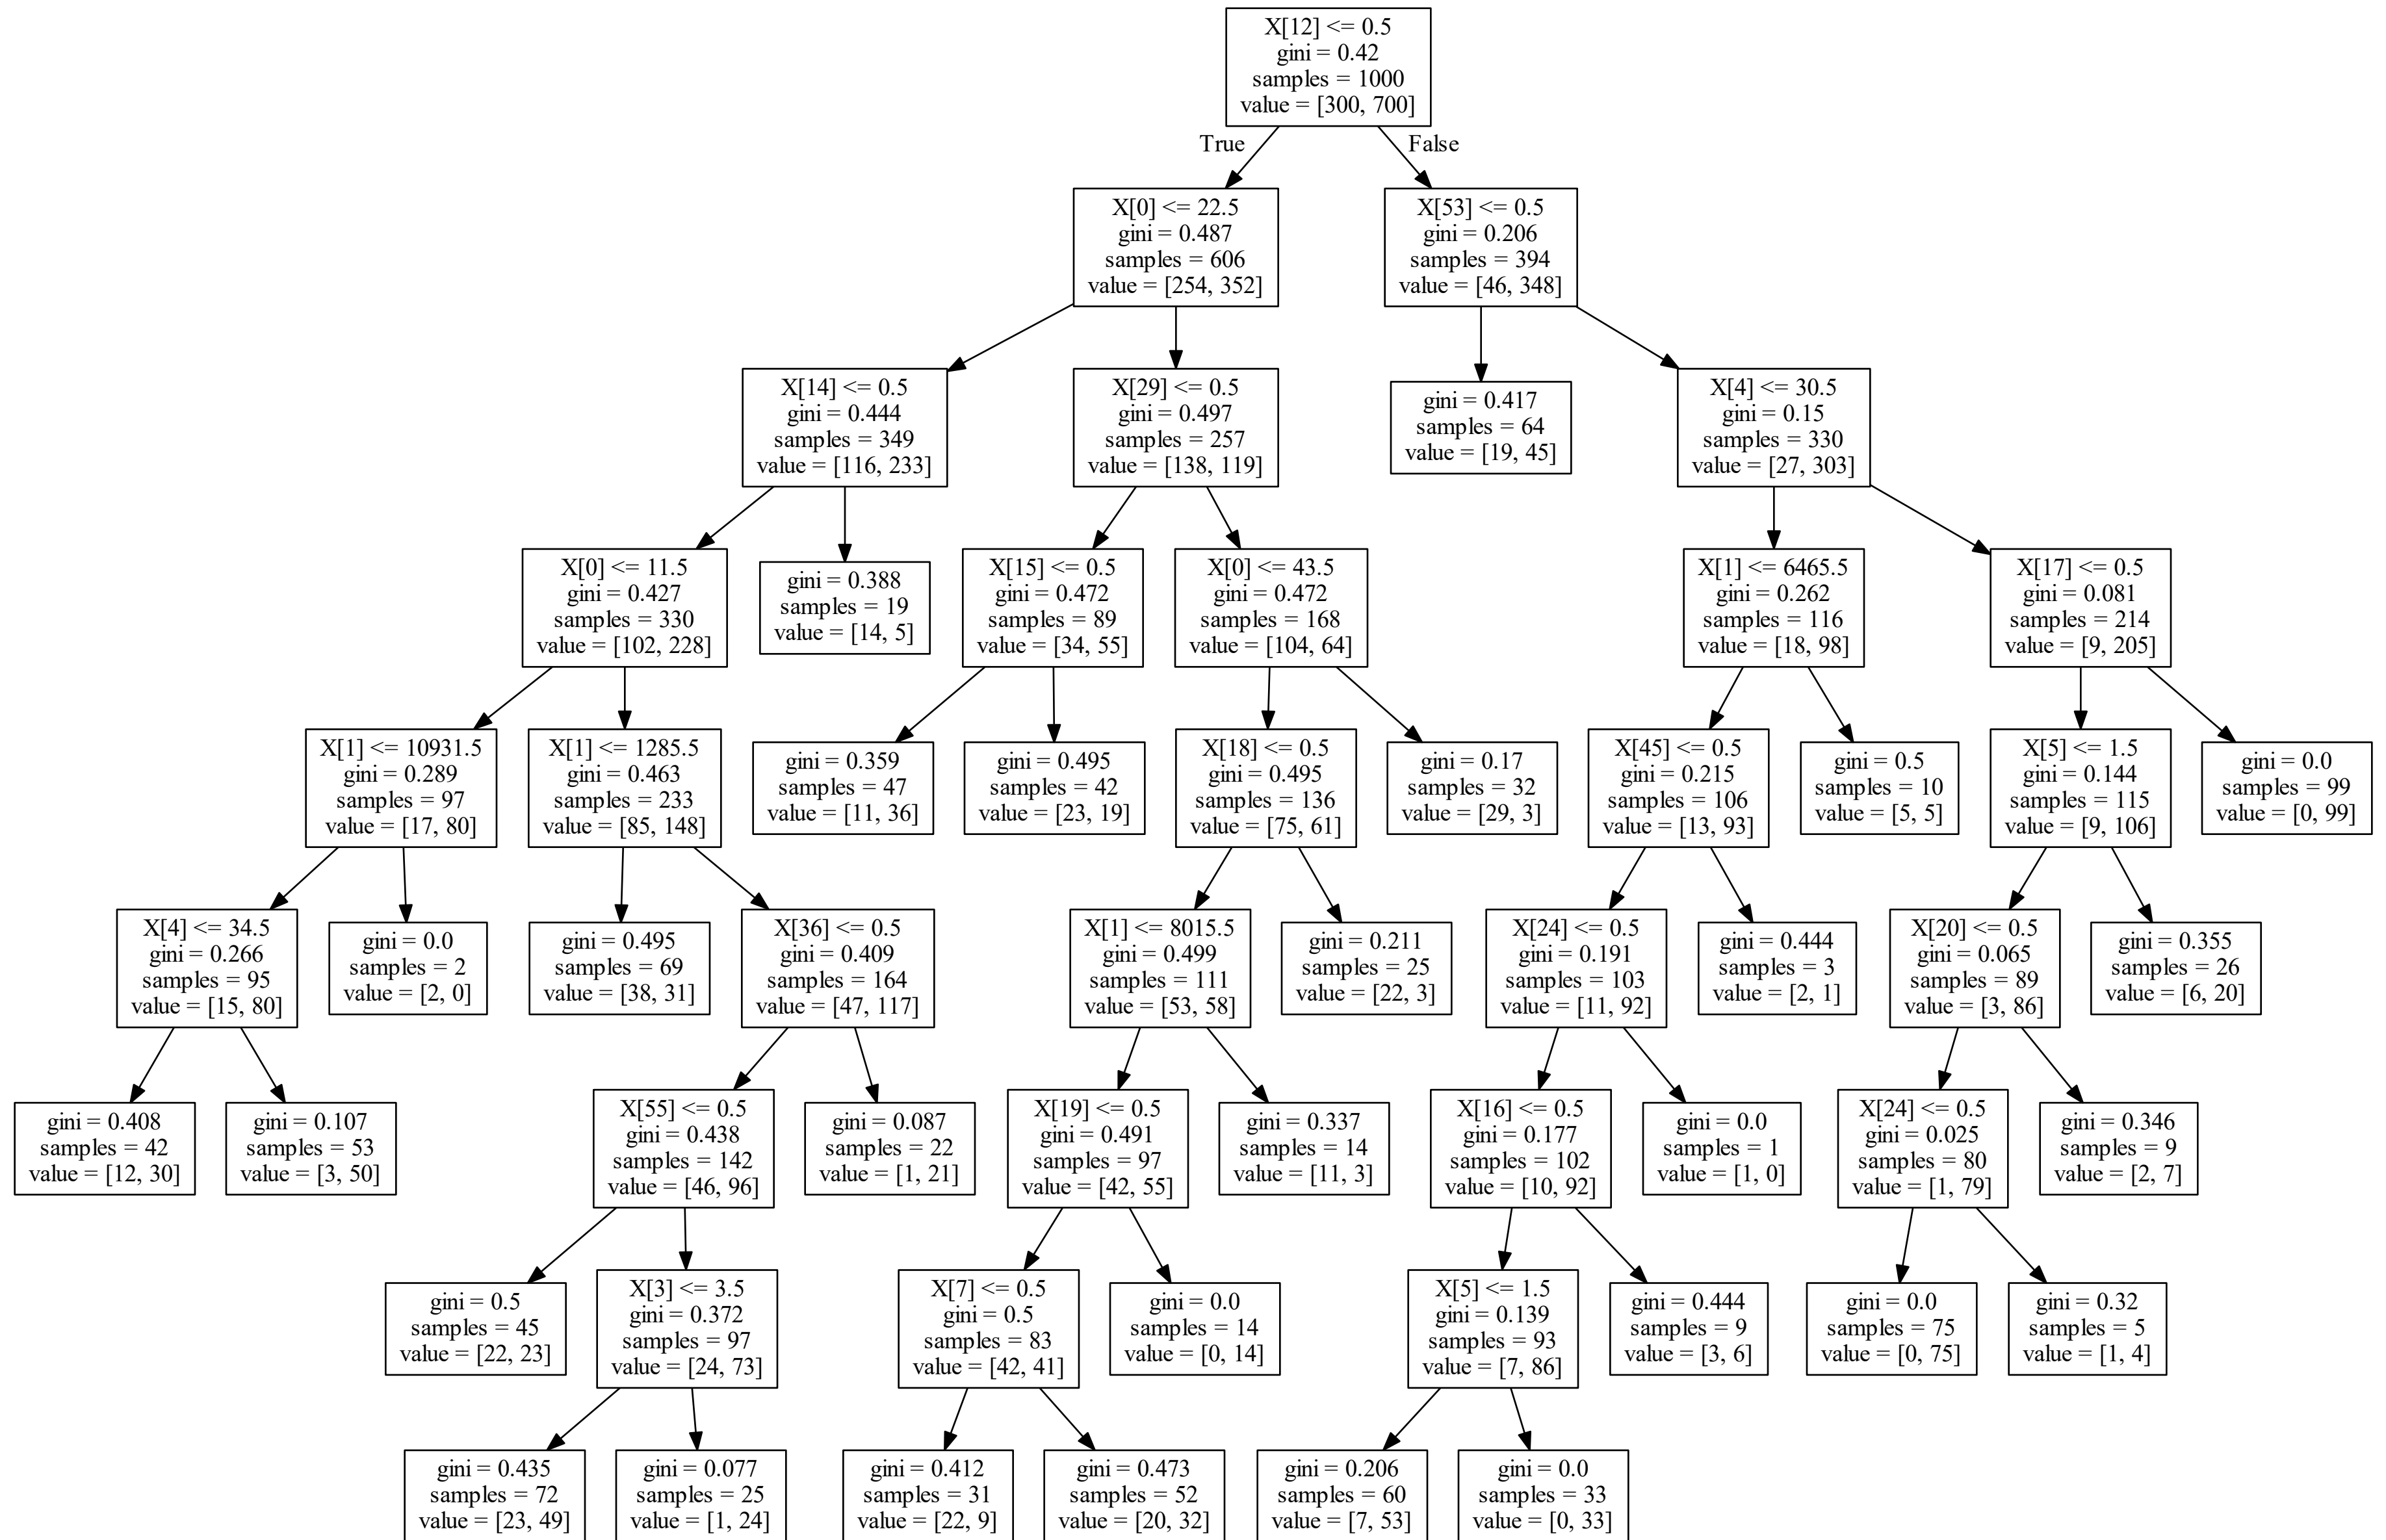 X[12] <= 0.5
gini = 0.42
samples = 1000
value = [300, 700]
True
False
X[0] <= 22.5
gini = 0.487
samples = 606
value = [254, 352]
X[53] <= 0.5
gini = 0.206
samples = 394
value = [46, 348]
X[14] <= 0.5
gini = 0.444
samples = 349
value = [116, 233]
X[29] <= 0.5
gini = 0.497
samples = 257
value = [138, 119]
gini = 0.417
samples = 64
value = [19, 45]
X[4] <= 30.5
gini = 0.15
samples = 330
value = [27, 303]
X[0] <= 11.5
gini = 0.427
samples = 330
value = [102, 228]
gini = 0.388
samples = 19
value = [14, 5]
X[15] <= 0.5
gini = 0.472
samples = 89
value = [34, 55]
X[0] <= 43.5
gini = 0.472
samples = 168
value = [104, 64]
X[1] <= 6465.5
gini = 0.262
samples = 116
value = [18, 98]
X[17] <= 0.5
gini = 0.081
samples = 214
value = [9, 205]
X[1] <= 10931.5
gini = 0.289
samples = 97
value = [17, 80]
X[1] <= 1285.5
gini = 0.463
samples = 233
value = [85, 148]
gini = 0.359
samples = 47
value = [11, 36]
gini = 0.495
samples = 42
value = [23, 19]
X[18] <= 0.5
gini = 0.495
samples = 136
value = [75, 61]
gini = 0.17
samples = 32
value = [29, 3]
X[45] <= 0.5
gini = 0.215
samples = 106
value = [13, 93]
gini = 0.5
samples = 10
value = [5, 5]
X[5] <= 1.5
gini = 0.144
samples = 115
value = [9, 106]
gini = 0.0
samples = 99
value = [0, 99]
X[4] <= 34.5
gini = 0.266
samples = 95
value = [15, 80]
gini = 0.0
samples = 2
value = [2, 0]
gini = 0.495
samples = 69
value = [38, 31]
X[36] <= 0.5
gini = 0.409
samples = 164
value = [47, 117]
X[1] <= 8015.5
gini = 0.499
samples = 111
value = [53, 58]
gini = 0.211
samples = 25
value = [22, 3]
X[24] <= 0.5
gini = 0.191
samples = 103
value = [11, 92]
gini = 0.444
samples = 3
value = [2, 1]
X[20] <= 0.5
gini = 0.065
samples = 89
value = [3, 86]
gini = 0.355
samples = 26
value = [6, 20]
gini = 0.408
samples = 42
value = [12, 30]
gini = 0.107
samples = 53
value = [3, 50]
X[55] <= 0.5
gini = 0.438
samples = 142
value = [46, 96]
gini = 0.087
samples = 22
value = [1, 21]
X[19] <= 0.5
gini = 0.491
samples = 97
value = [42, 55]
gini = 0.337
samples = 14
value = [11, 3]
X[16] <= 0.5
gini = 0.177
samples = 102
value = [10, 92]
gini = 0.0
samples = 1
value = [1, 0]
X[24] <= 0.5
gini = 0.025
samples = 80
value = [1, 79]
gini = 0.346
samples = 9
value = [2, 7]
gini = 0.5
samples = 45
value = [22, 23]
X[3] <= 3.5
gini = 0.372
samples = 97
value = [24, 73]
X[7] <= 0.5
gini = 0.5
samples = 83
value = [42, 41]
gini = 0.0
samples = 14
value = [0, 14]
X[5] <= 1.5
gini = 0.139
samples = 93
value = [7, 86]
gini = 0.444
samples = 9
value = [3, 6]
gini = 0.0
samples = 75
value = [0, 75]
gini = 0.32
samples = 5
value = [1, 4]
gini = 0.435
samples = 72
value = [23, 49]
gini = 0.077
samples = 25
value = [1, 24]
gini = 0.412
samples = 31
value = [22, 9]
gini = 0.473
samples = 52
value = [20, 32]
gini = 0.206
samples = 60
value = [7, 53]
gini = 0.0
samples = 33
value = [0, 33]